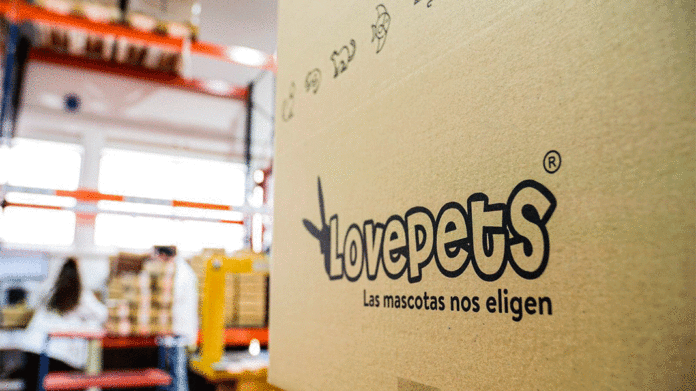 Lovepets®
Las mascotas nos eligen